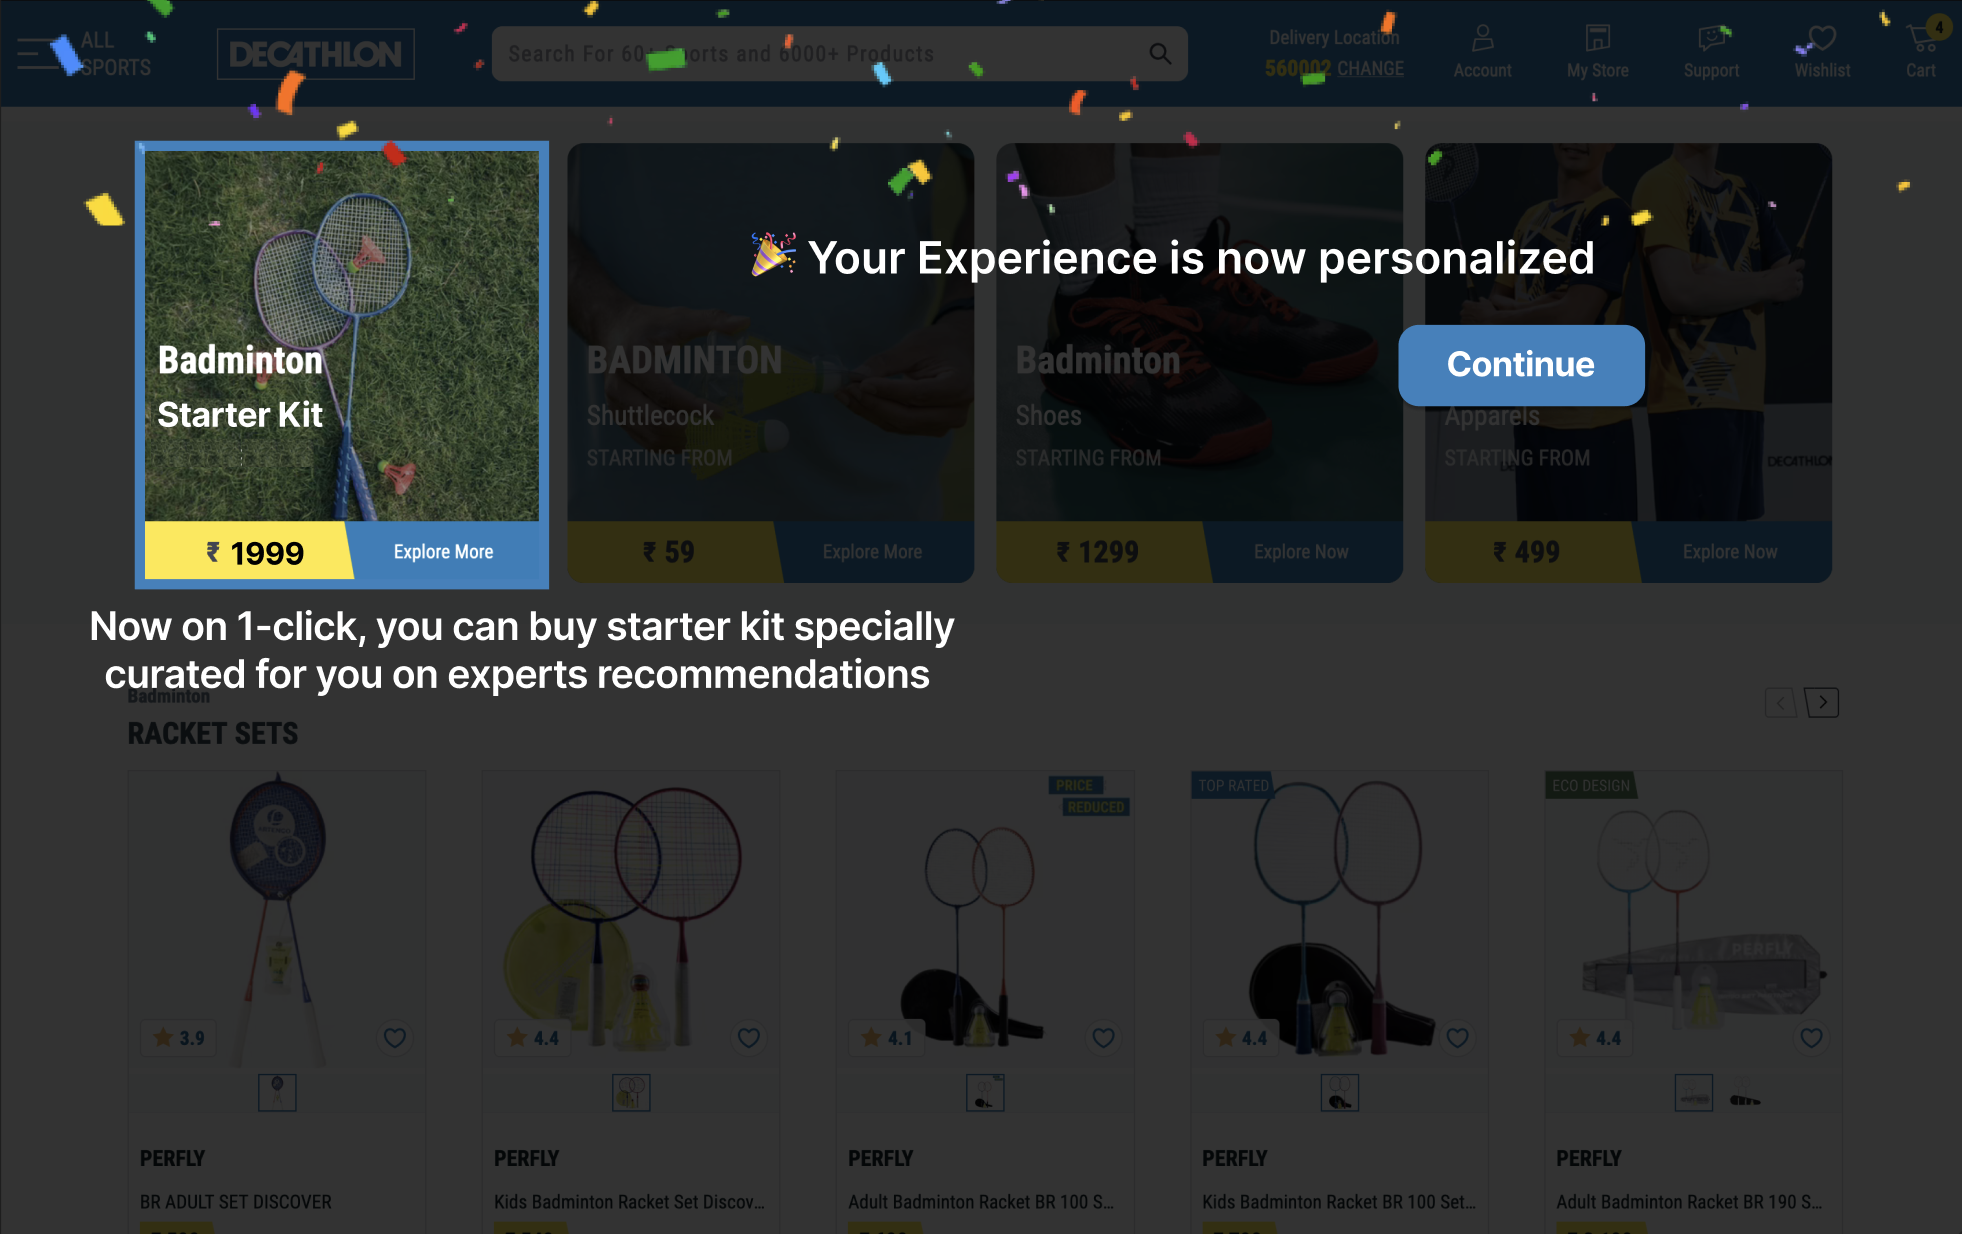 ALL
SPORTS
DECATHLON
Search For 60+ Sports and 6000+ Products
Delivery Location
560002 CHANGE
Account
My Store
Support
Wishlist
4
Cart
🎉 Your Experience is now personalized
Continue
Badminton
Starter Kit
₹ 1999
Explore More
BADMINTON
Shuttlecock
STARTING FROM
₹ 59
Explore More
Badminton
Shoes
STARTING FROM
₹ 1299
Explore Now
Apparels
STARTING FROM
DECATHLON
₹ 499
Explore Now
Now on 1-click, you can buy starter kit specially
curated for you on experts recommendations
Badminton
RACKET SETS
PRICE
REDUCED
TOP RATED
ECO DESIGN
PERFLY
3.9
4.4
4.1
4.4
4.4
PERFLY
BR ADULT SET DISCOVER
PERFLY
Kids Badminton Racket Set Discov...
PERFLY
Adult Badminton Racket BR 100 S...
PERFLY
Kids Badminton Racket BR 100 Set...
PERFLY
Adult Badminton Racket BR 190 S...